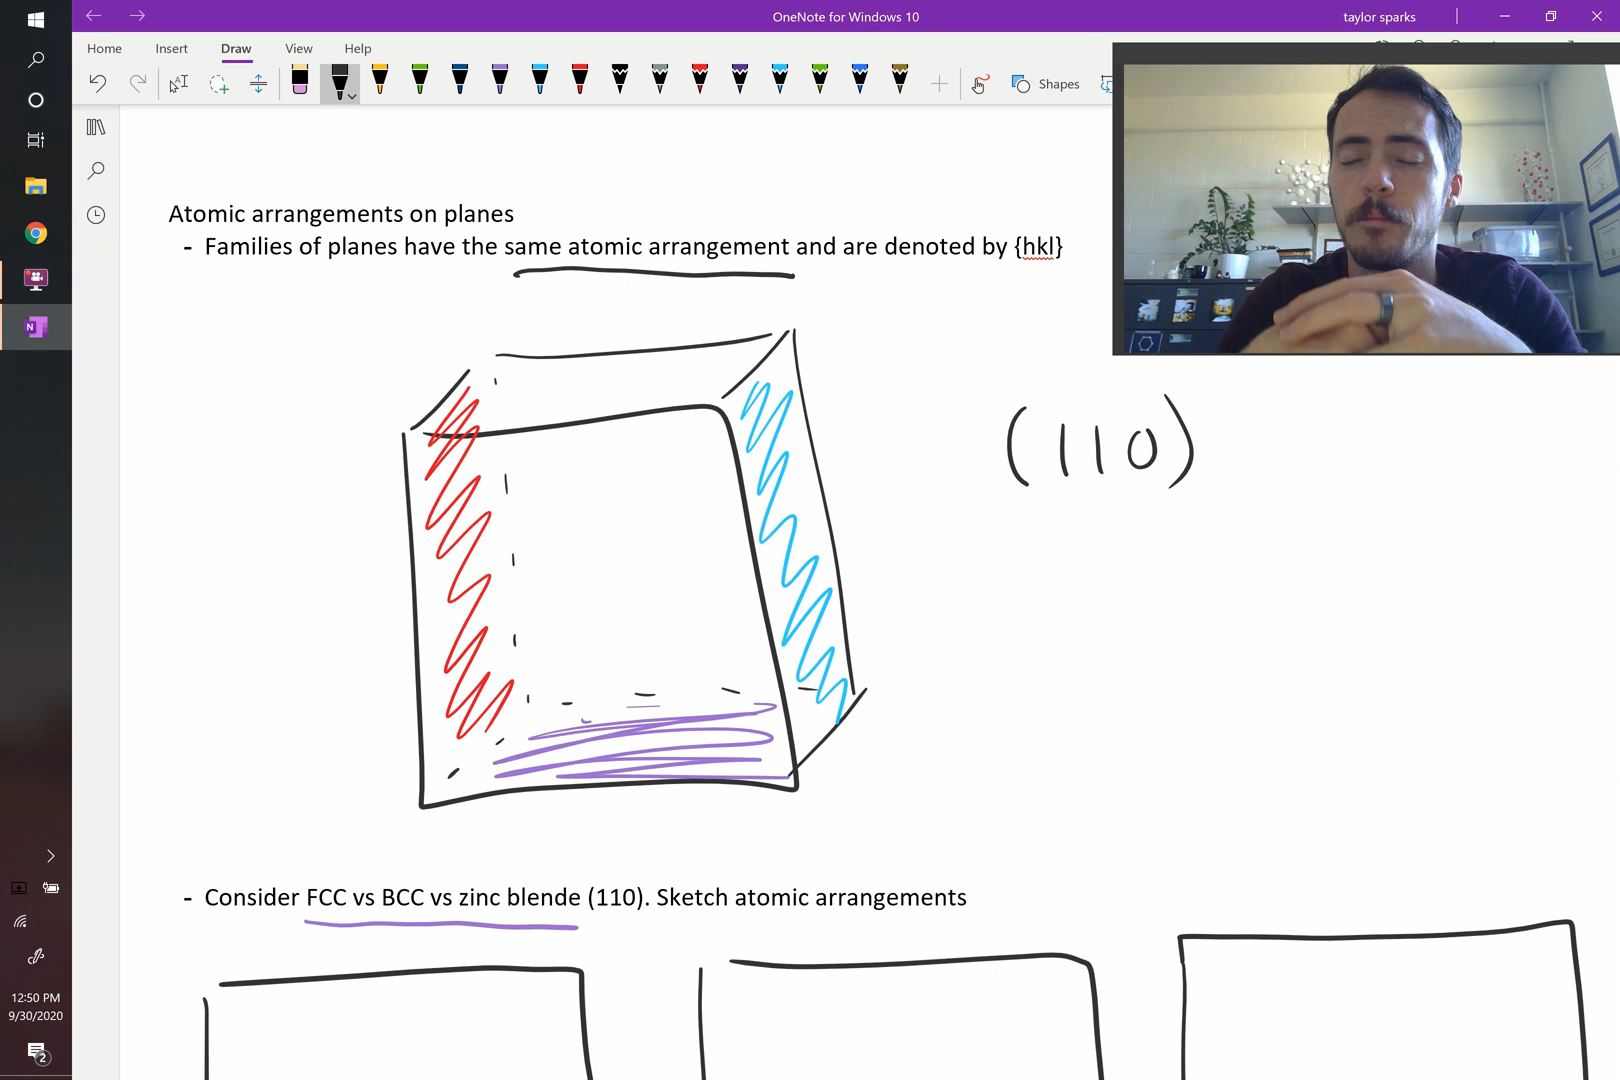 OneNote for Windows 10
taylor sparks
Home Insert Draw View Help
Shapes
Atomic arrangements on planes
- Families of planes have the same atomic arrangement and are denoted by {hkl}
(110)
- Consider FCC vs BCC vs zinc blende (110). Sketch atomic arrangements
12:50 PM
9/30/2020
2